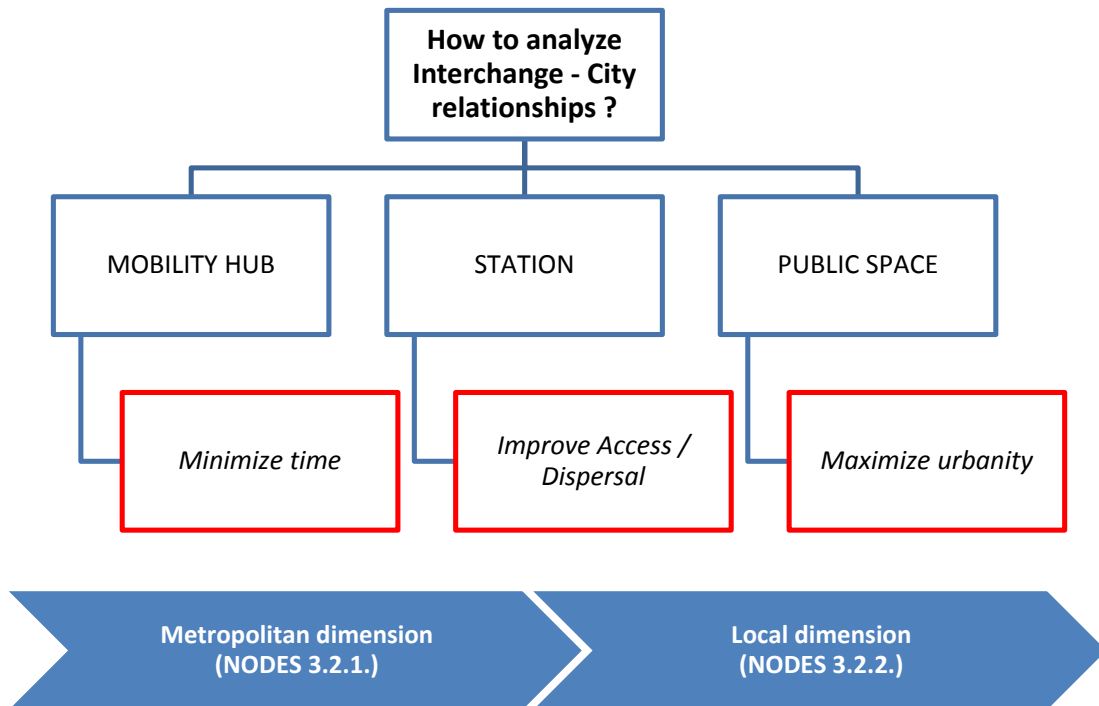 How to analyze
Interchange - City
relationships ?
MOBILITY HUB
STATION
PUBLIC SPACE
Minimize time
Improve Access /
Dispersal
Maximize urbanity
Metropolitan dimension
(NODES 3.2.1.)
Local dimension
(NODES 3.2.2.)